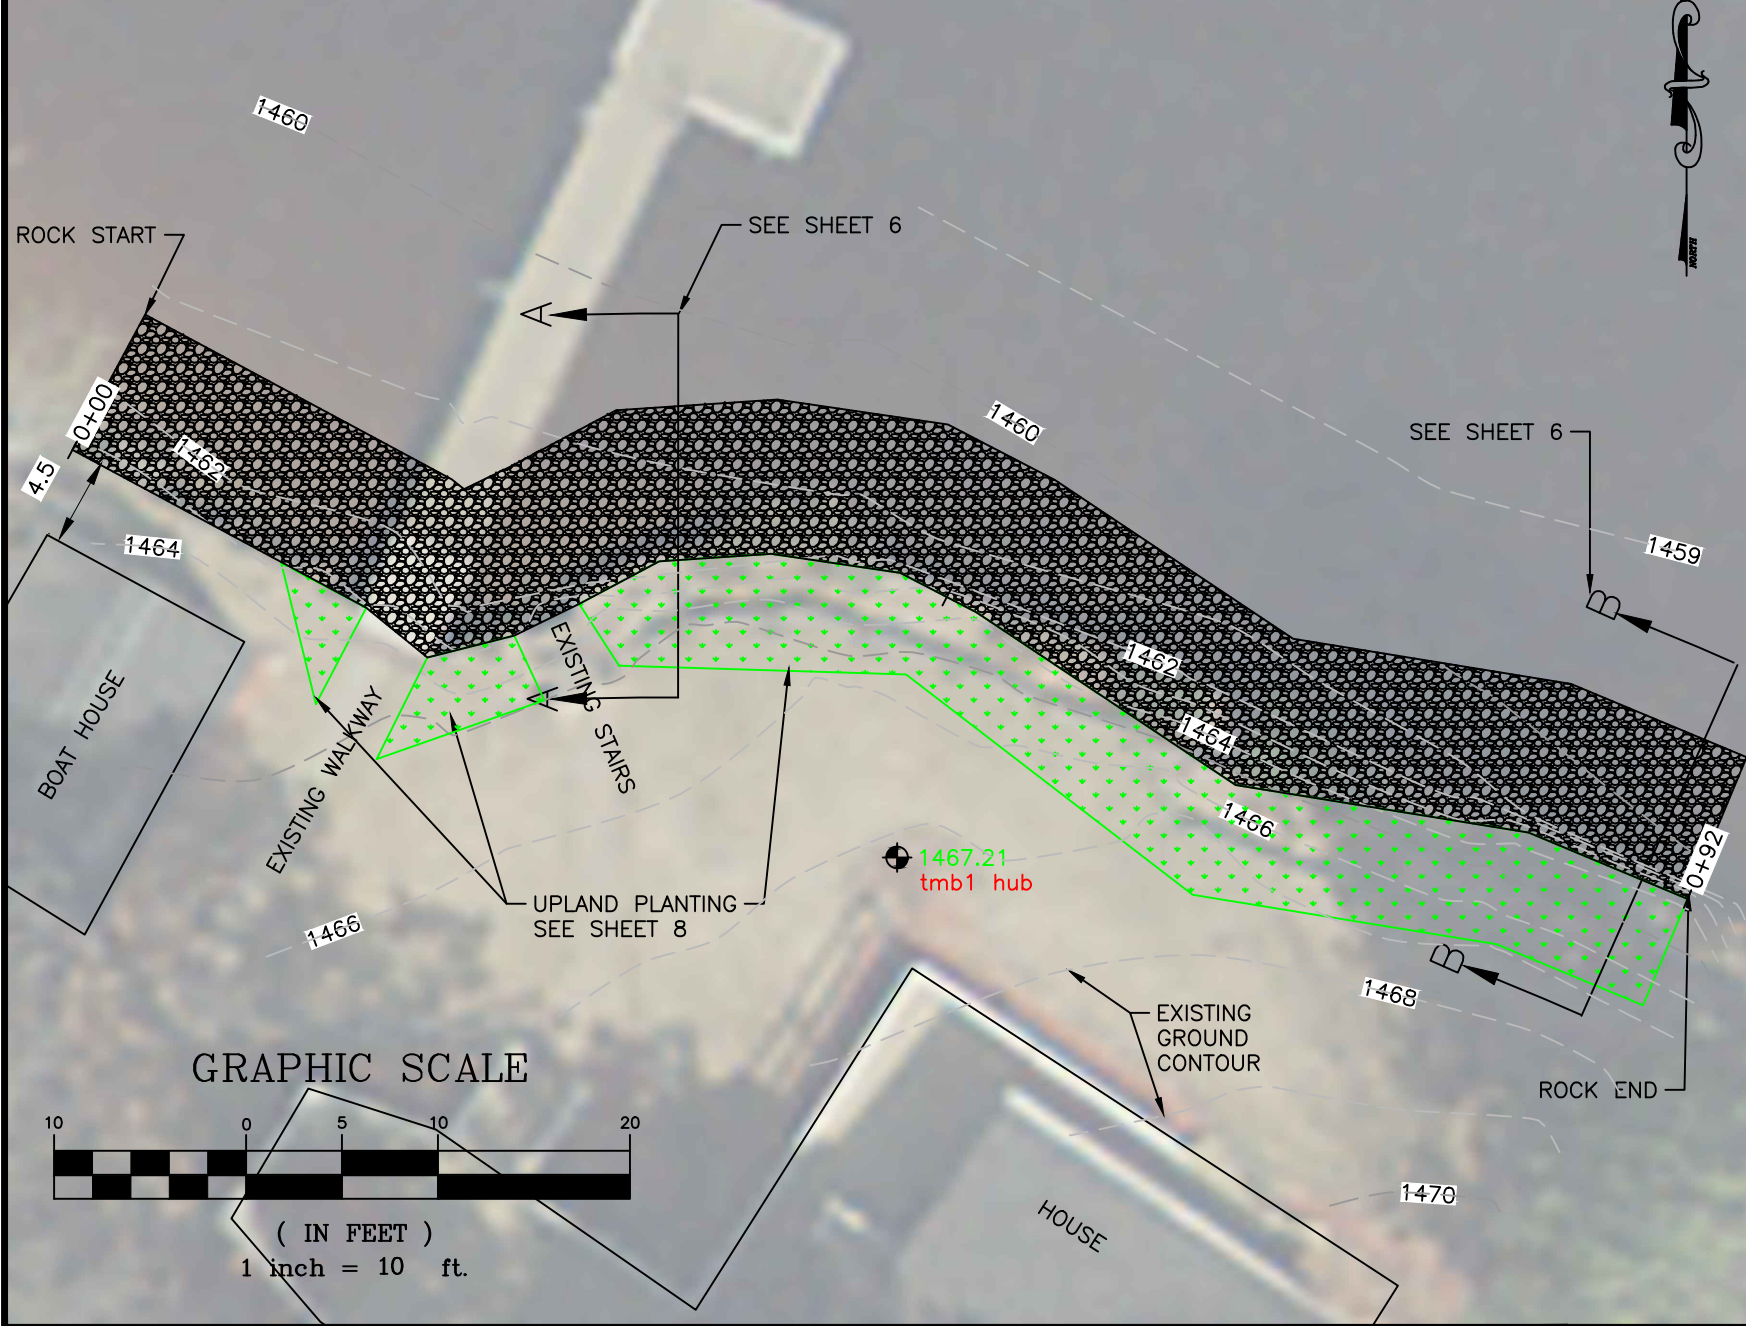 1460
NORTH
ROCK START
SEE SHEET 6
A
0+00
1460
SEE SHEET 6
1462
4.5
1464
1459
B
EXISTING STAIRS
1462
A
BOAT HOUSE
EXISTING WALKWAY
1464
1466
1467.21
tmb1 hub
0+92
UPLAND PLANTING
SEE SHEET 8
1466
B
1468
EXISTING
GROUND
CONTOUR
GRAPHIC SCALE
ROCK END
10 0 5 10 20
1470
HOUSE
( IN FEET )
1 inch = 10 ft.